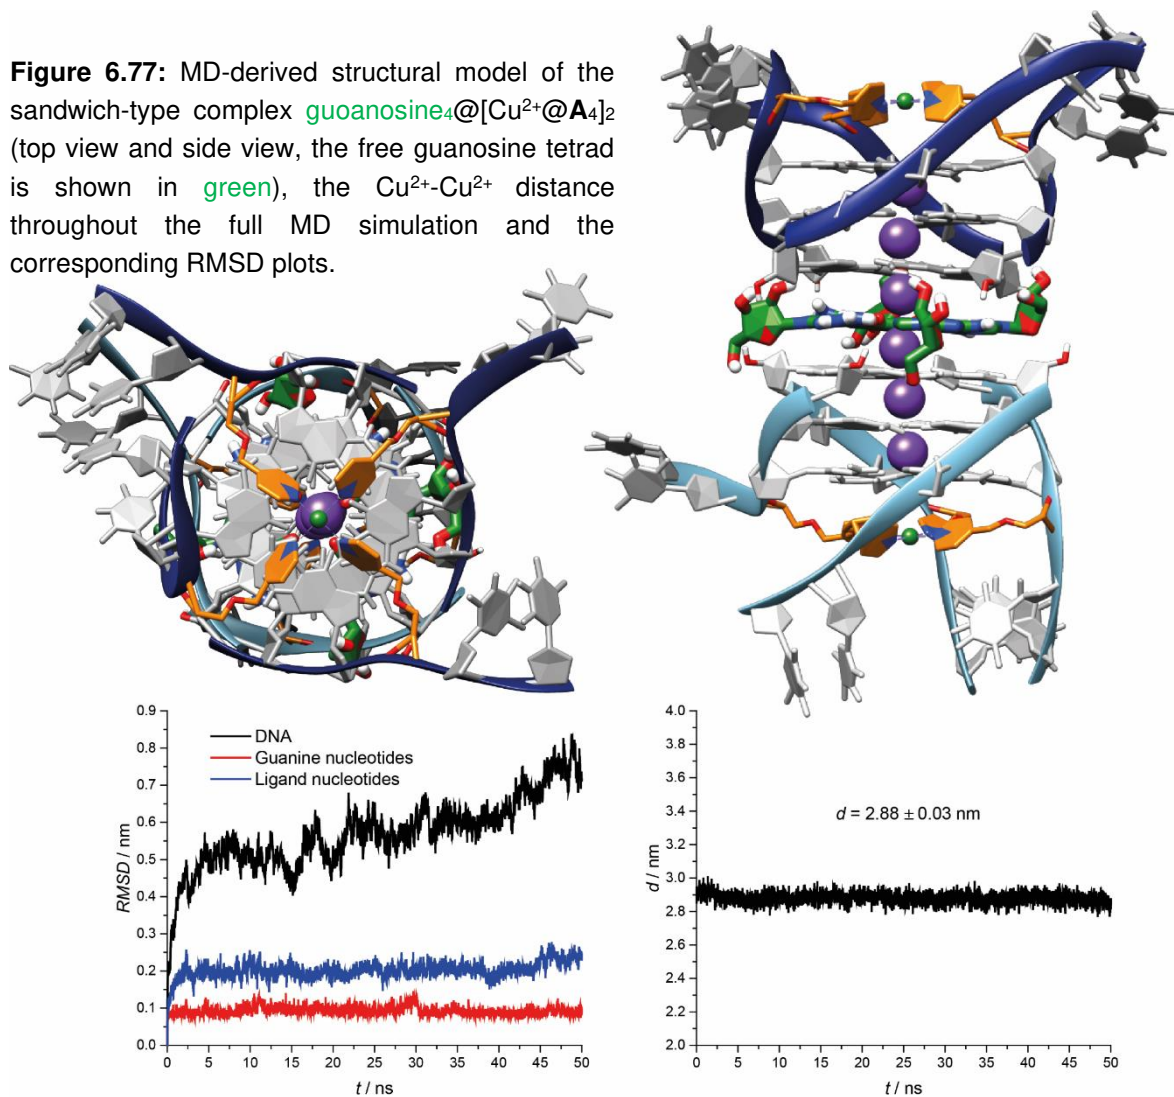 Figure 6.77: MD-derived structural model of the
sandwich-type complex guoanosine₄@[Cu²⁺@A₄]₂
(top view and side view, the free guanosine tetrad
is shown in green), the Cu²⁺-Cu²⁺ distance
throughout the full MD simulation and the
corresponding RMSD plots.
0.9
0.8
0.7
0.6
0.5
0.4
0.3
0.2
0.1
0.0
RMSD / nm
DNA
Guanine nucleotides
Ligand nucleotides
0 5 10 15 20 25 30 35 40 45 50
t / ns
4.0
3.8
3.6
3.4
3.2
3.0
2.8
2.6
2.4
2.2
2.0
d / nm
d = 2.88 ± 0.03 nm
0 5 10 15 20 25 30 35 40 45 50
t / ns